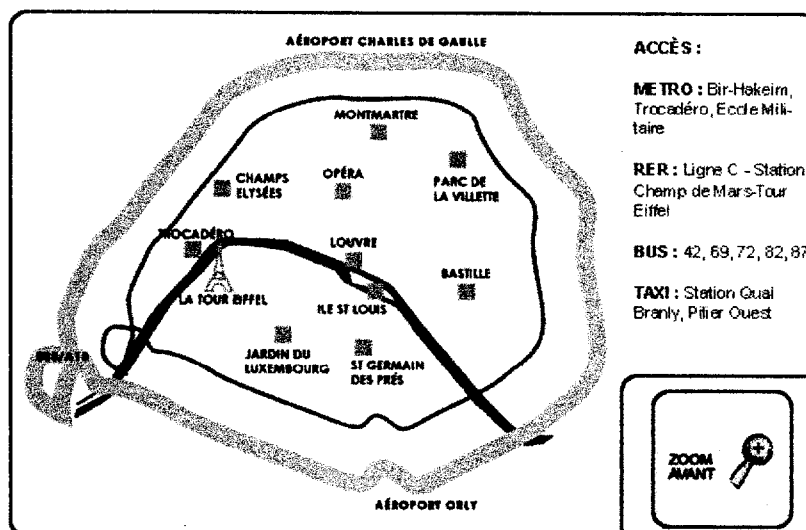 AÉROPORT CHARLES DE GAULLE
MONTMARTRE
CHAMPS
ELYSÉES
OPÉRA
PARC DE
LA VILLETTE
TROCADÉRO
LOUVRE
LA TOUR EIFFEL
ILE ST LOUIS
BASTILLE
JARDIN DU
LUXEMBOURG
ST GERMAIN
DES PRÉS
AÉROPORT ORLY
ACCÈS :
METRO : Bir-Hakeim,
Trocadéro, Ecole Mili-
taire
RER : Ligne C - Station
Champ de Mars-Tour
Eiffel
BUS : 42, 69, 72, 82, 87
TAXI : Station Quai
Branly, Pilier Ouest
ZOOM
AVANT